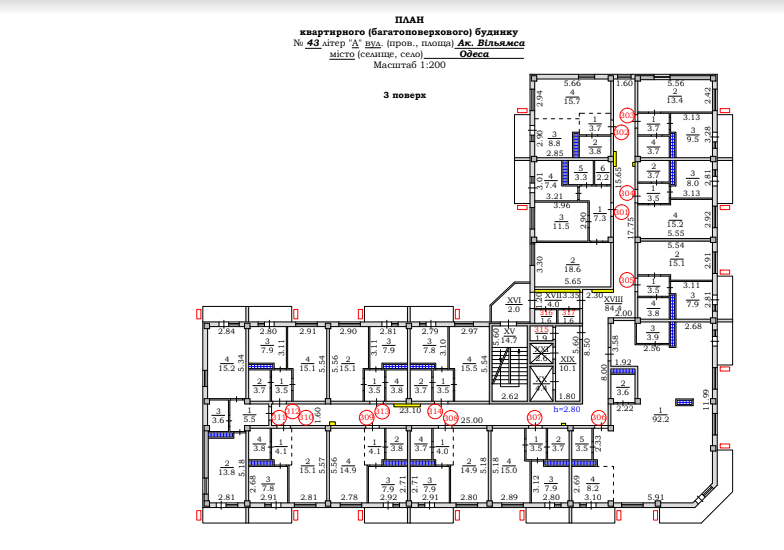 ПЛАН
квартирного (багатоповерхового) будинку
№ 43 літер "А" вул. (пров., площа) Ак. Вільямса
місто (селище, село) Одеса
Масштаб 1:200
3 поверх
5.66 1.60 5.56
2.94 4 15.7 2 13.4 2.42
303
1 3.7 302 1 3.7 3.13
2.90 3 8.8 2 3.8 4 3.7 3 9.5 3.28
2.85
15.65
3.01 4 7.4 5 3.3 6 2.2 2 3.7 3 8.0 2.81
3.21 304 1 3.5 3.13
3.96
3 11.5 2.90 1 7.3 301 17.75 4 15.2 2.92
5.55
5.54
3.30 2 18.6 2 15.1 2.91
5.65 305 1 3.5 3.11
XVI 2.0 1.20 XVII 4.0 3.35 2.30 XVIII 84.4 4 3.8 3 7.9 2.81
316 1.6 317 1.6 2.00
2.84 2.80 2.91 2.90 2.81 2.79 2.97 2.68
5.60 XV 14.7 315 1.9 5.60 8.50 3 3.9
3 7.9 3.11 3.11 3 7.9 3 7.8 3.10 3.58 2.56
4 15.2 5.34 4 15.1 5.54 5.56 2 15.1 4 15.5 5.54 XIX 10.1 1.92
2 3.7 1 3.5 1 3.5 4 3.8 2 3.7 1 3.5 8.00 2 3.6
2.62 1.80 2.22 11.99
3 3.6 1 5.5 311 312 310 1.60 309 313 23.10 314 308 25.00 307 h=2.80 306 1 92.2
4 3.8 1 4.1 1 4.1 2 3.8 4 3.7 1 4.0 1 3.5 2 3.7 5 3.5 2.33
2 13.8 5.18 2 15.1 5.57 5.56 4 14.9 2 14.9 5.18 5.18 4 15.0
2.68 3 7.8 3 7.9 2.71 2.71 3 7.9 3.12 3 7.9 2.69 4 8.2
2.81 2.91 2.81 2.78 2.92 2.91 2.80 2.89 2.80 3.10 5.91